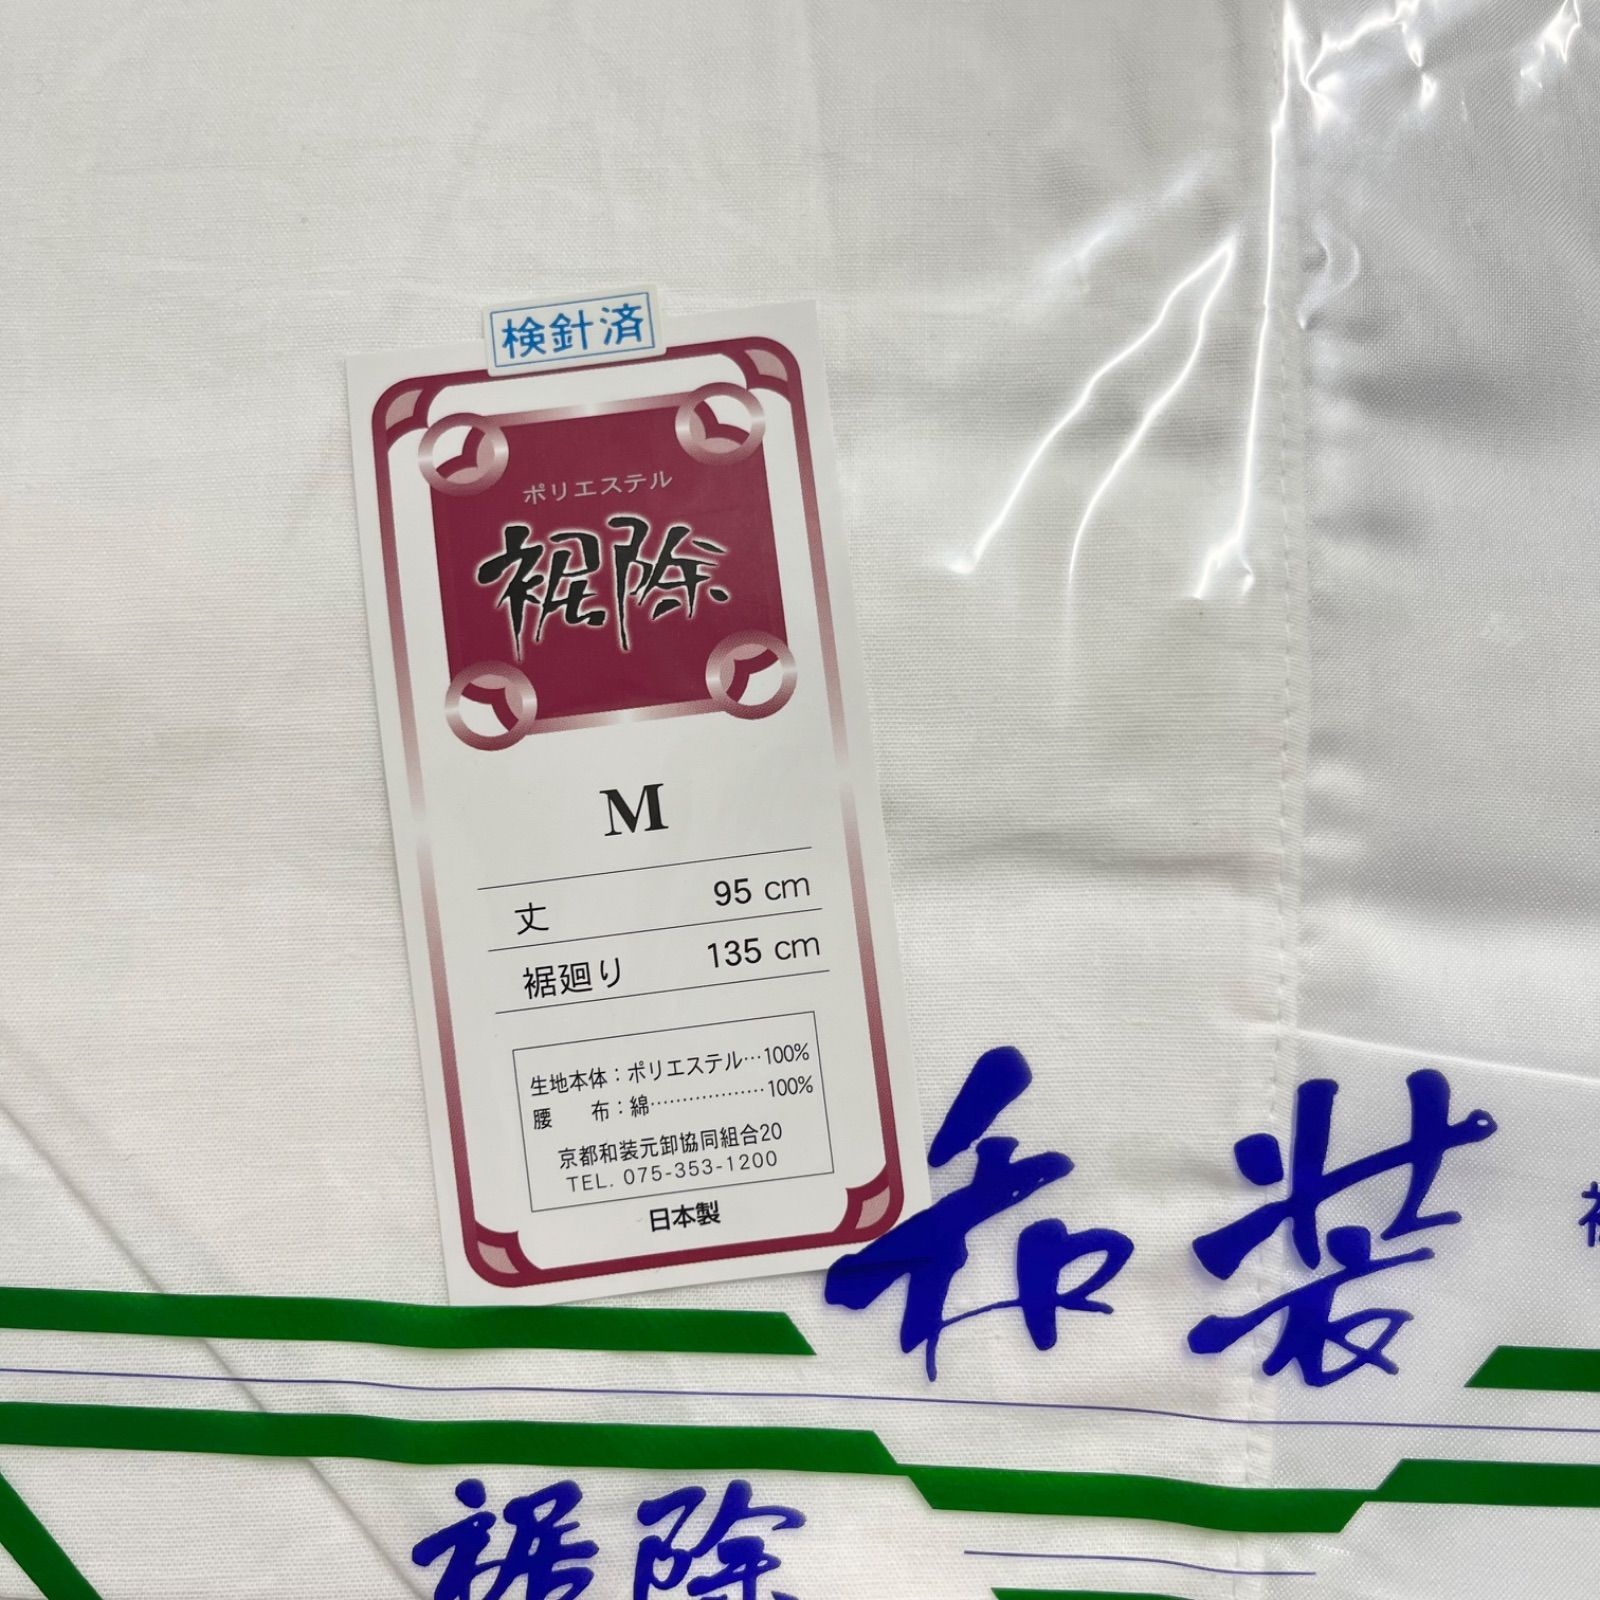 検針済
ポリエステル
裾除
M
丈 95 cm
裾廻り 135 cm
生地本体：ポリエステル…100%
腰 布：綿………………100%
京都和装元卸協同組合20
TEL. 075-353-1200
日本製
和装
裾除